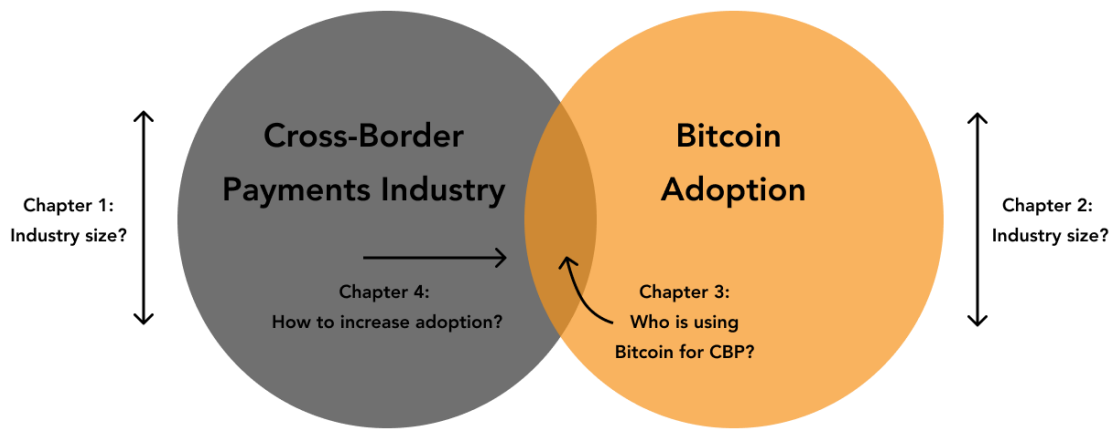 Cross-Border
Payments Industry
Bitcoin
Adoption
Chapter 1:
Industry size?
Chapter 2:
Industry size?
Chapter 4:
How to increase adoption?
Chapter 3:
Who is using
Bitcoin for CBP?